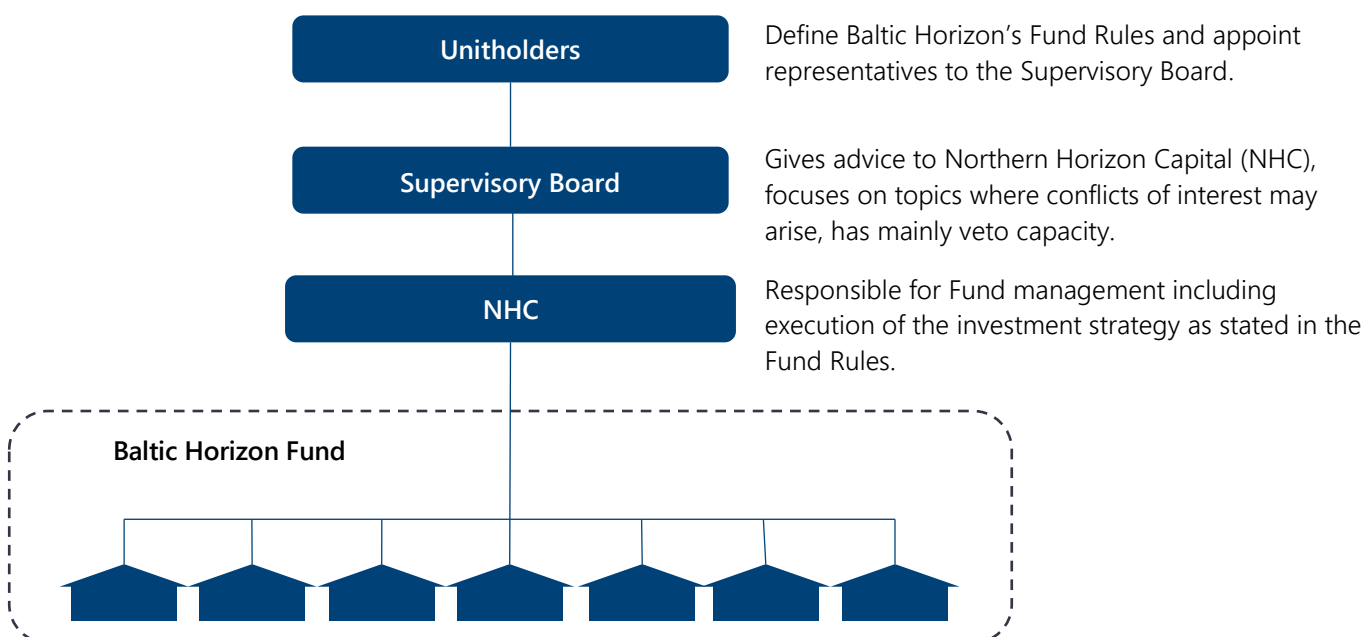 Unitholders
Define Baltic Horizon’s Fund Rules and appoint
representatives to the Supervisory Board.
Supervisory Board
Gives advice to Northern Horizon Capital (NHC),
focuses on topics where conflicts of interest may
arise, has mainly veto capacity.
NHC
Responsible for Fund management including
execution of the investment strategy as stated in the
Fund Rules.
Baltic Horizon Fund